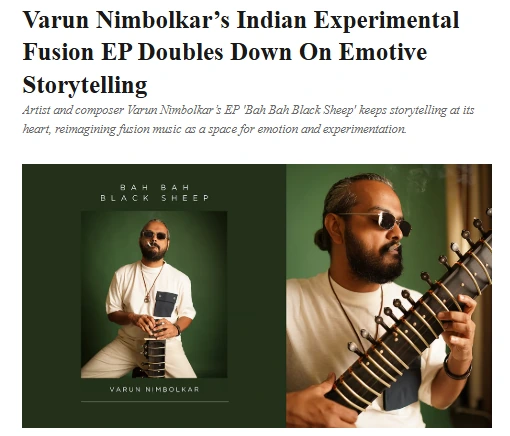 Varun Nimbolkar’s Indian Experimental
Fusion EP Doubles Down On Emotive
Storytelling
Artist and composer Varun Nimbolkar’s EP 'Bah Bah Black Sheep' keeps storytelling at its
heart, reimagining fusion music as a space for emotion and experimentation.
BAH BAH
BLACK SHEEP
VARUN NIMBOLKAR